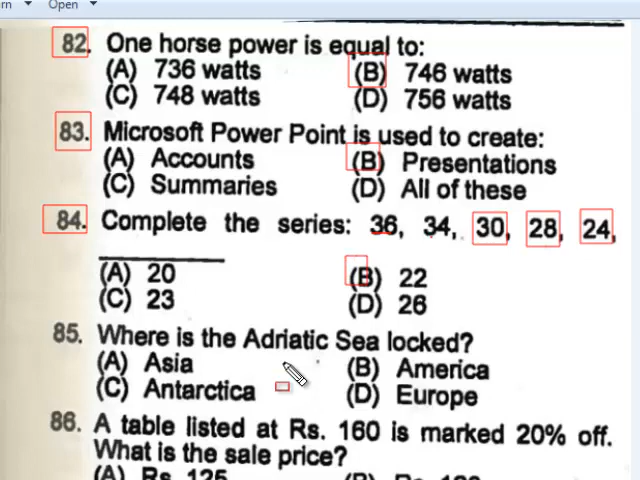 rn Open
82. One horse power is equal to:
(A) 736 watts (B) 746 watts
(C) 748 watts (D) 756 watts
83. Microsoft Power Point is used to create:
(A) Accounts (B) Presentations
(C) Summaries (D) All of these
84. Complete the series: 36, 34, 30, 28, 24,
(A) 20 (B) 22
(C) 23 (D) 26
85. Where is the Adriatic Sea locked?
(A) Asia (B) America
(C) Antarctica (D) Europe
86. A table listed at Rs. 160 is marked 20% off.
What is the sale price?
(A) Rs. 125